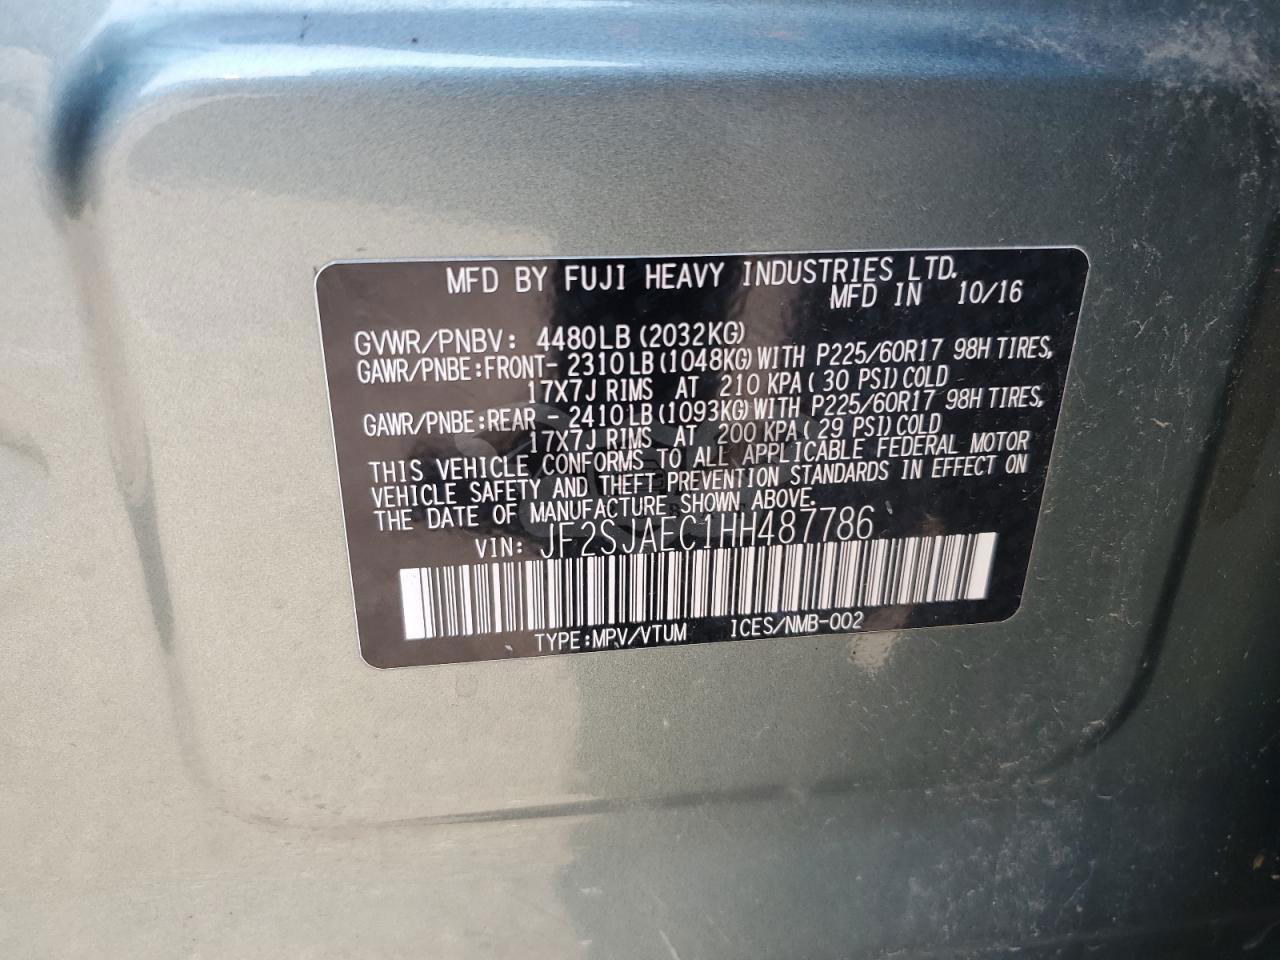 MFD BY FUJI HEAVY INDUSTRIES LTD.
MFD IN 10/16
GVWR/PNBV: 4480LB (2032KG)
GAWR/PNBE:FRONT- 2310LB (1048KG) WITH P225/60R17 98H TIRES,
17X7J RIMS AT 210 KPA ( 30 PSI) COLD
GAWR/PNBE:REAR - 2410LB (1093KG) WITH P225/60R17 98H TIRES,
17X7J RIMS AT 200 KPA ( 29 PSI) COLD
THIS VEHICLE CONFORMS TO ALL APPLICABLE FEDERAL MOTOR
VEHICLE SAFETY AND THEFT PREVENTION STANDARDS IN EFFECT ON
THE DATE OF MANUFACTURE SHOWN ABOVE.
VIN: JF2SJAEC1HH487786
TYPE:MPV/VTUM ICES/NMB-002